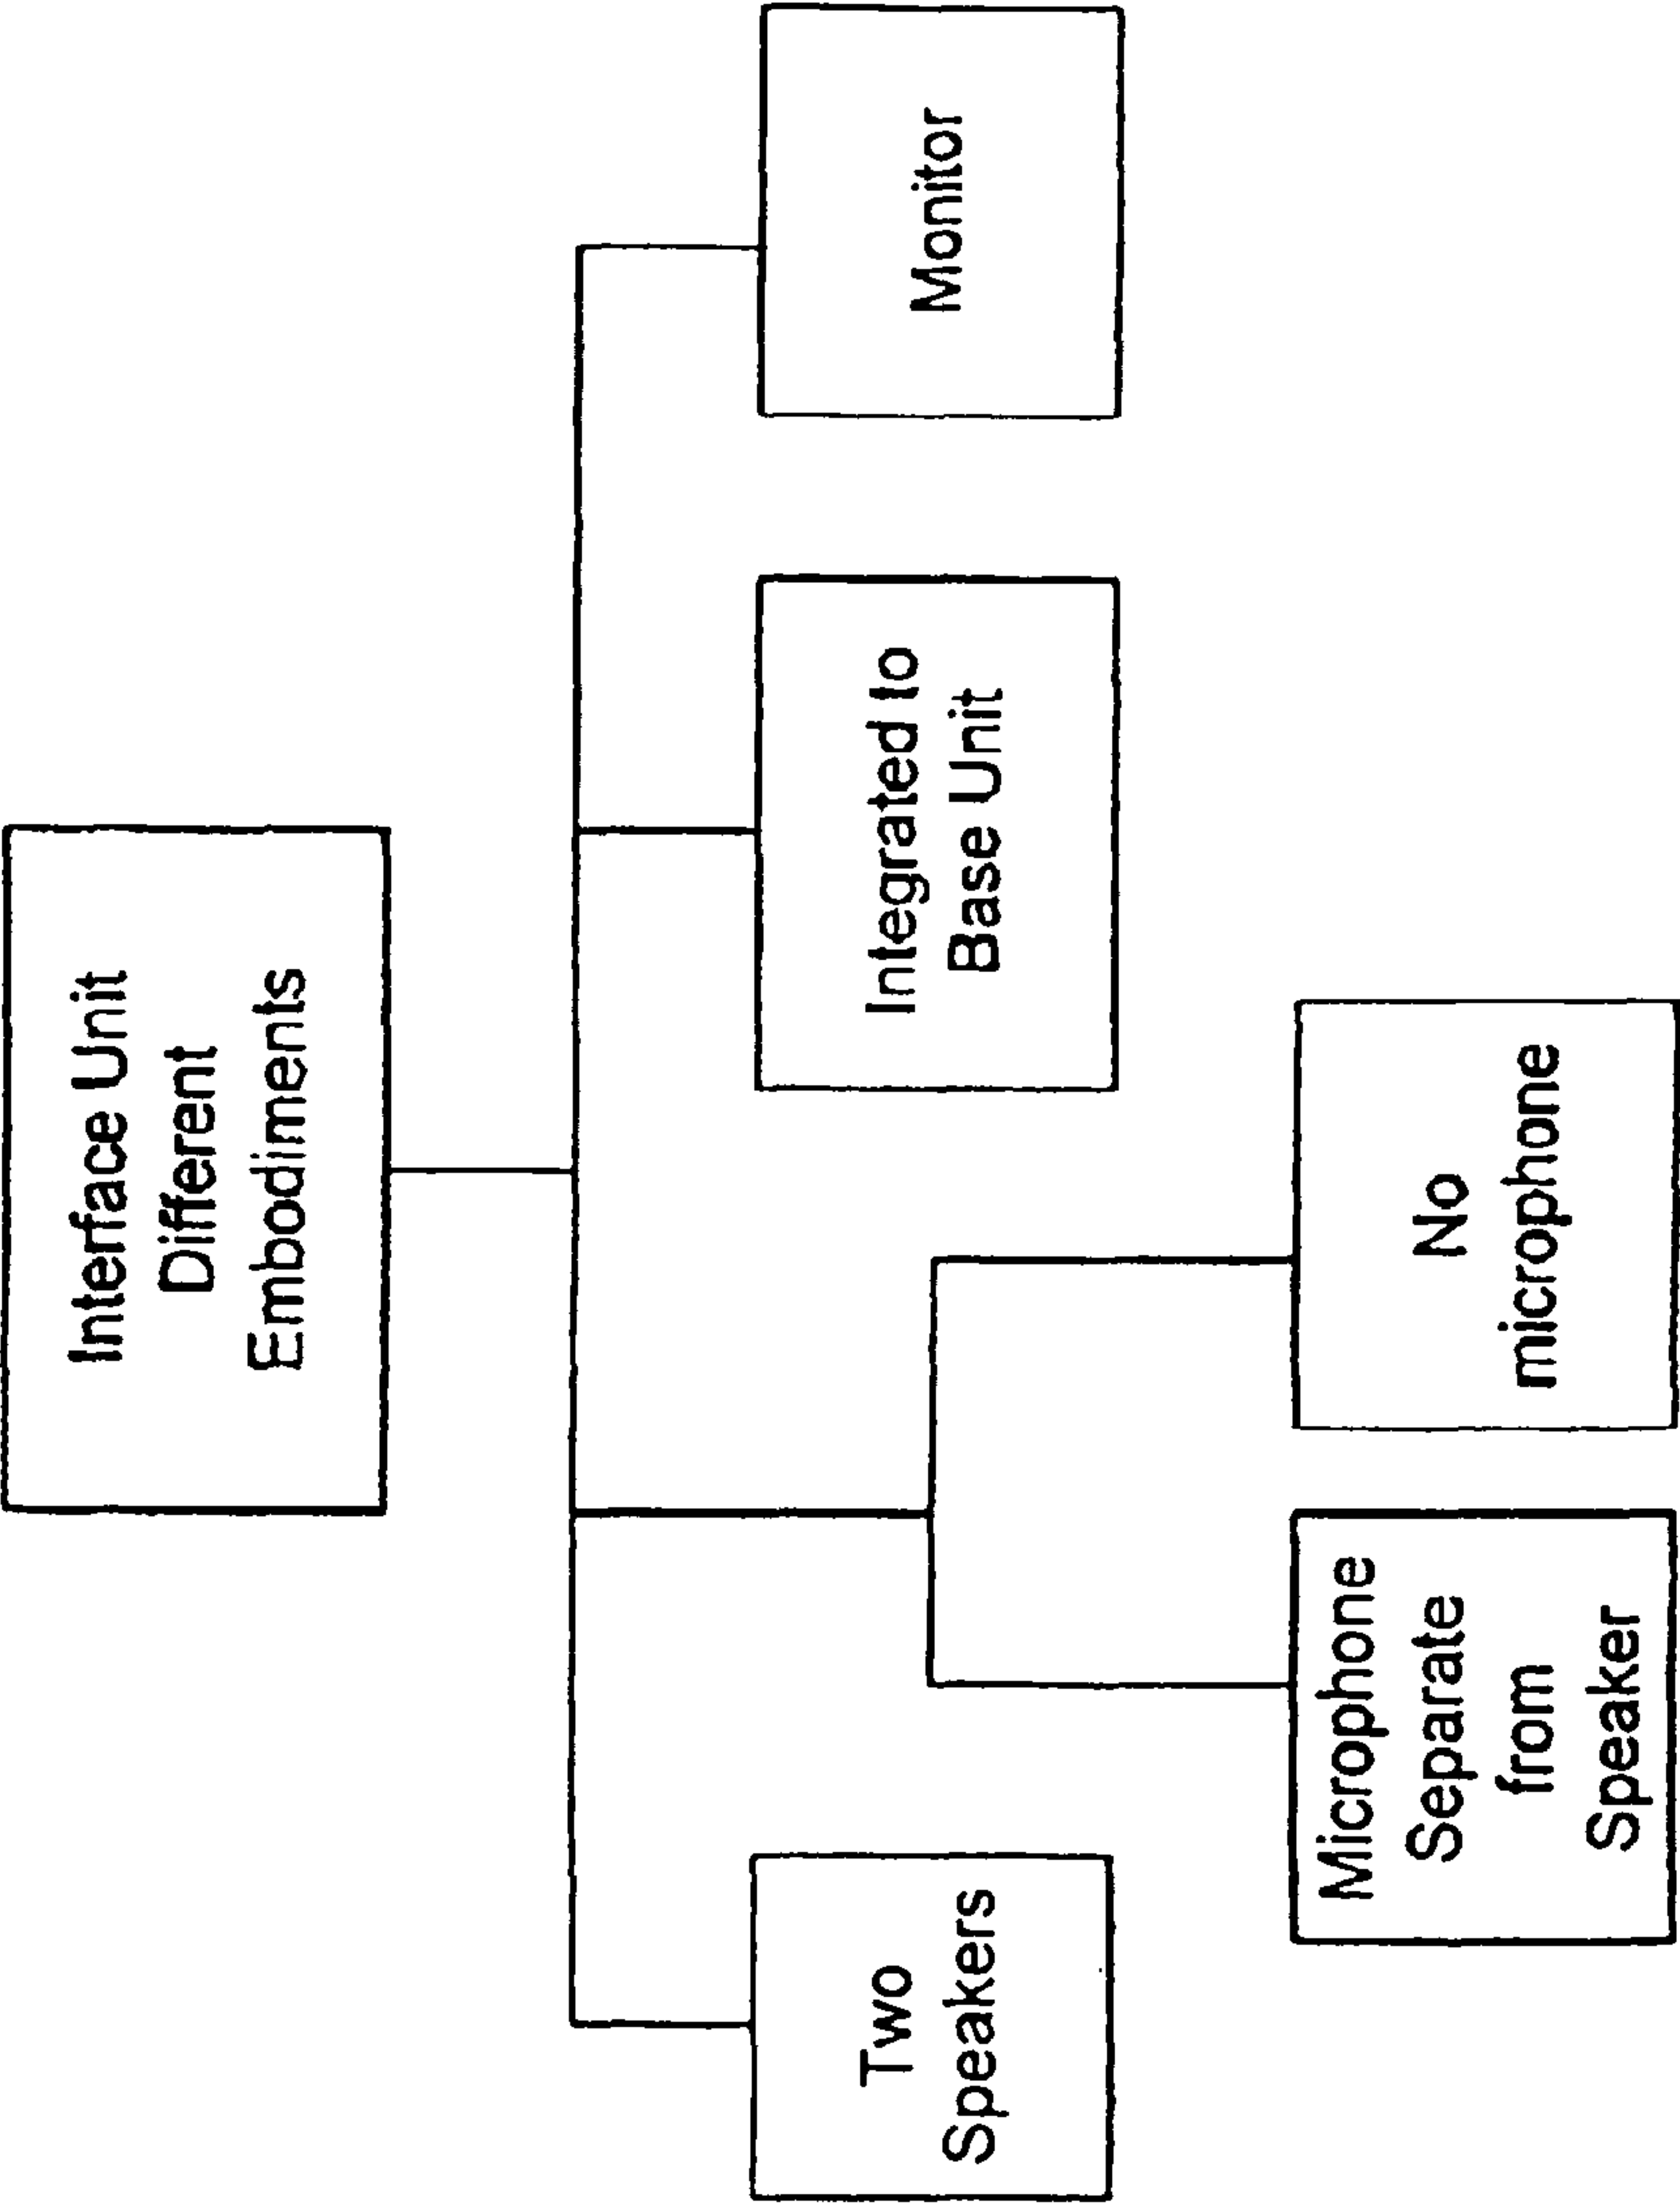 Interface Unit
Different
Embodiments
Two
Speakers
Integrated to
Base Unit
Monitor
Microphone
Separate
from
Speaker
No
microphone